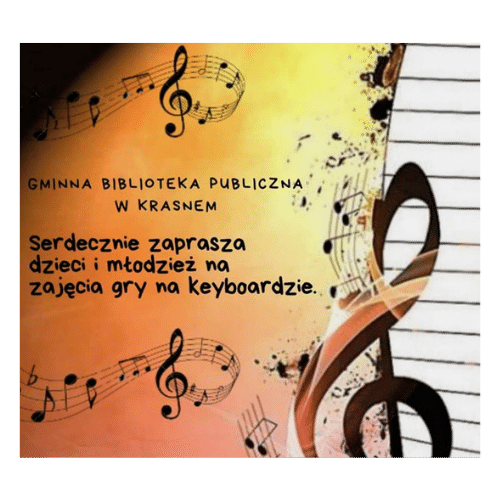 GMINNA BIBLIOTEKA PUBLICZNA
W KRASNEM
Serdecznie zaprasza
dzieci i młodzież na
zajęcia gry na keyboardzie.